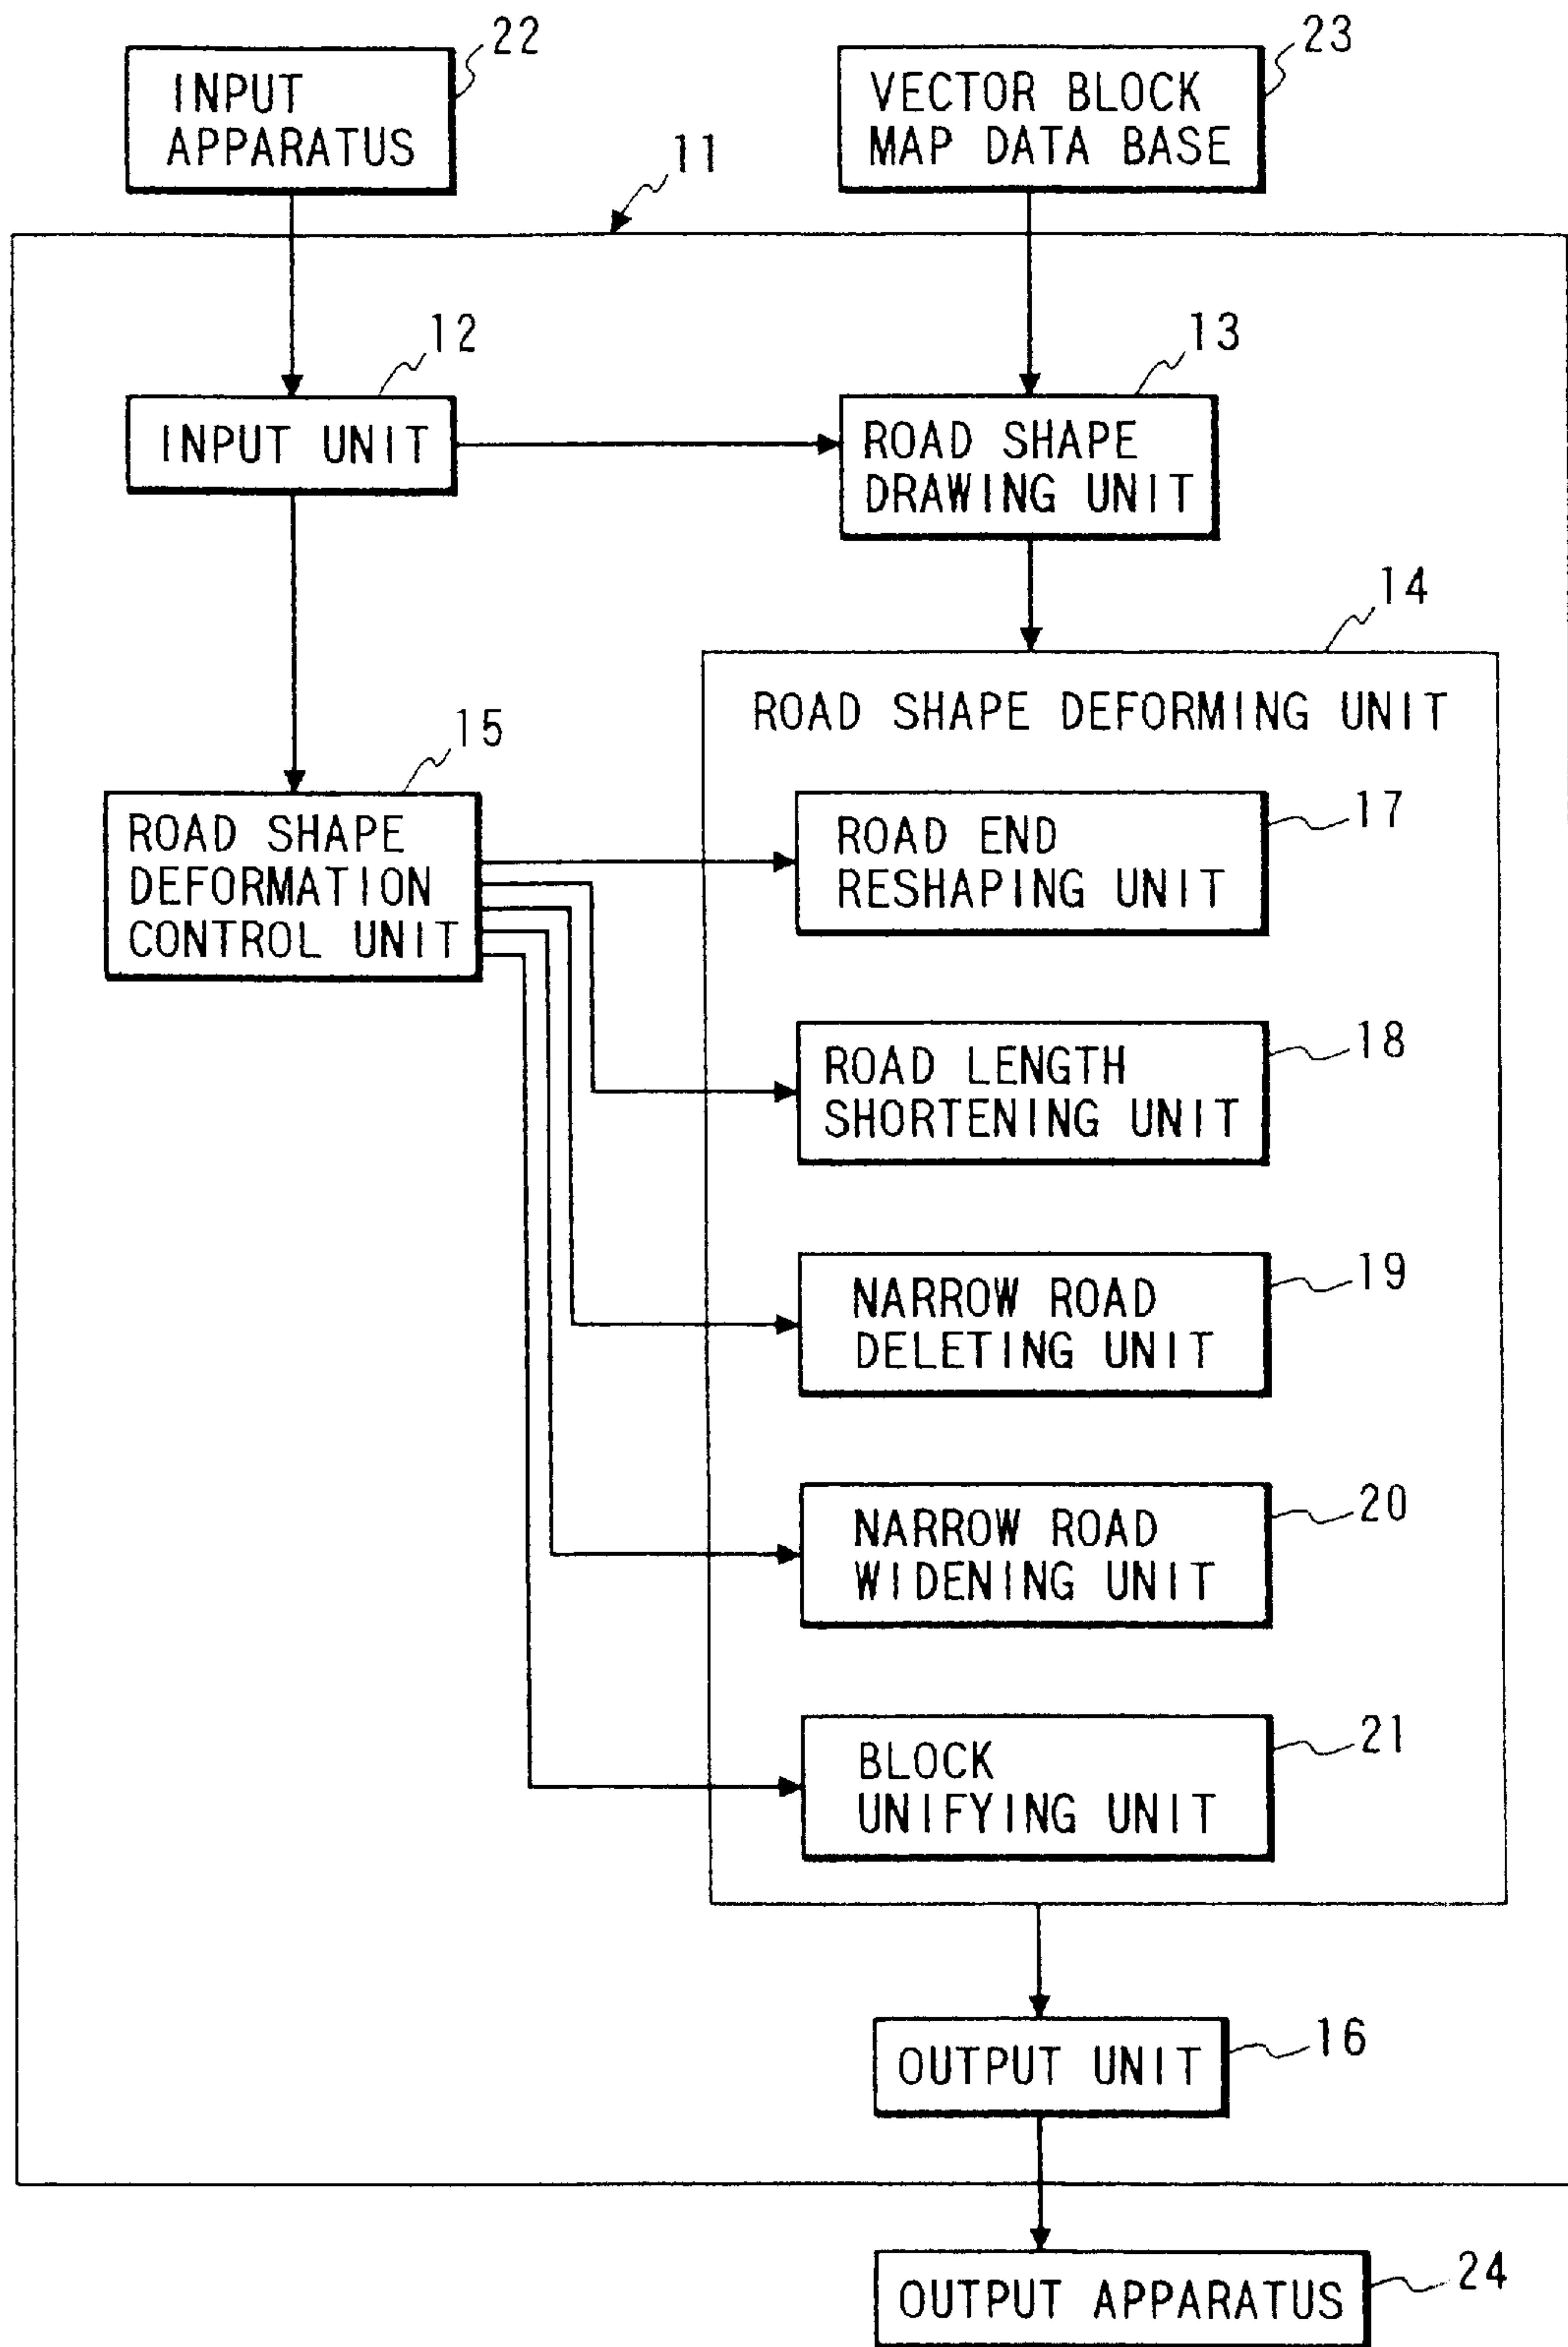 22
INPUT
APPARATUS
23
VECTOR BLOCK
MAP DATA BASE
11
12
INPUT UNIT
13
ROAD SHAPE
DRAWING UNIT
14
ROAD SHAPE DEFORMING UNIT
15
ROAD SHAPE
DEFORMATION
CONTROL UNIT
17
ROAD END
RESHAPING UNIT
18
ROAD LENGTH
SHORTENING UNIT
19
NARROW ROAD
DELETING UNIT
20
NARROW ROAD
WIDENING UNIT
21
BLOCK
UNIFYING UNIT
16
OUTPUT UNIT
24
OUTPUT APPARATUS